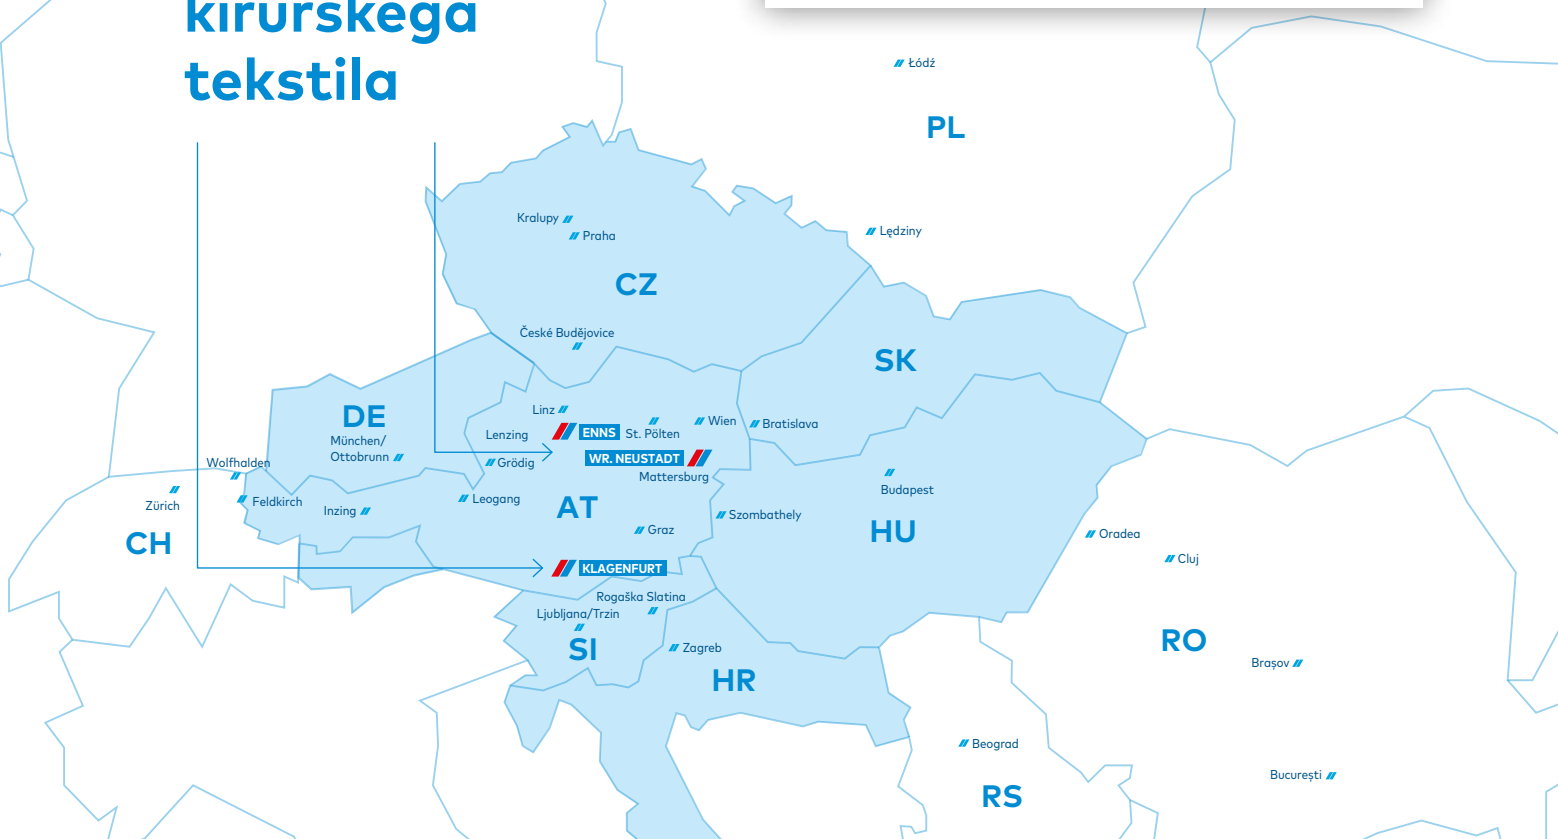 kirurškega
tekstila
Łódź
PL
Kralupy
Praha
Lędziny
CZ
České Budějovice
SK
DE
München/
Ottobrunn
Linz
ENNS
St. Pölten
Wien
Bratislava
Lenzing
WR. NEUSTADT
Grödig
Mattersburg
Wolfhalden
Zürich
Feldkirch
Inzing
Leogang
AT
Graz
Szombathely
Budapest
HU
CH
Oradea
Cluj
KLAGENFURT
Rogaška Slatina
Ljubljana/Trzin
SI
Zagreb
HR
RO
Brașov
Beograd
București
RS